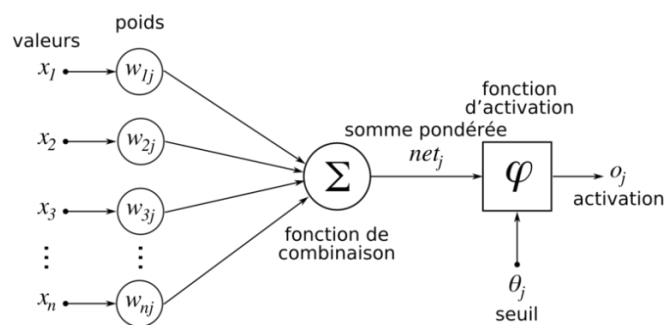 poids
valeurs
x1
w1j
x2
w2j
x3
w3j
xn
wnj
Σ
fonction de
combinaison
somme pondérée
netj
fonction
d'activation
φ
oj
activation
θj
seuil